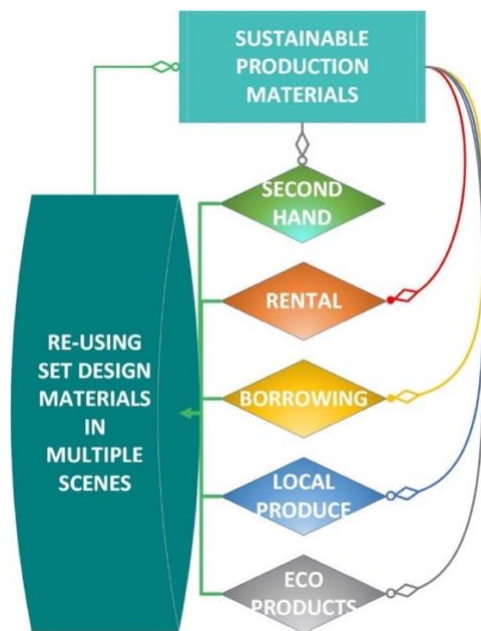 SUSTAINABLE
PRODUCTION
MATERIALS
SECOND
HAND
RENTAL
BORROWING
LOCAL
PRODUCE
ECO
PRODUCTS
RE-USING
SET DESIGN
MATERIALS
IN
MULTIPLE
SCENES